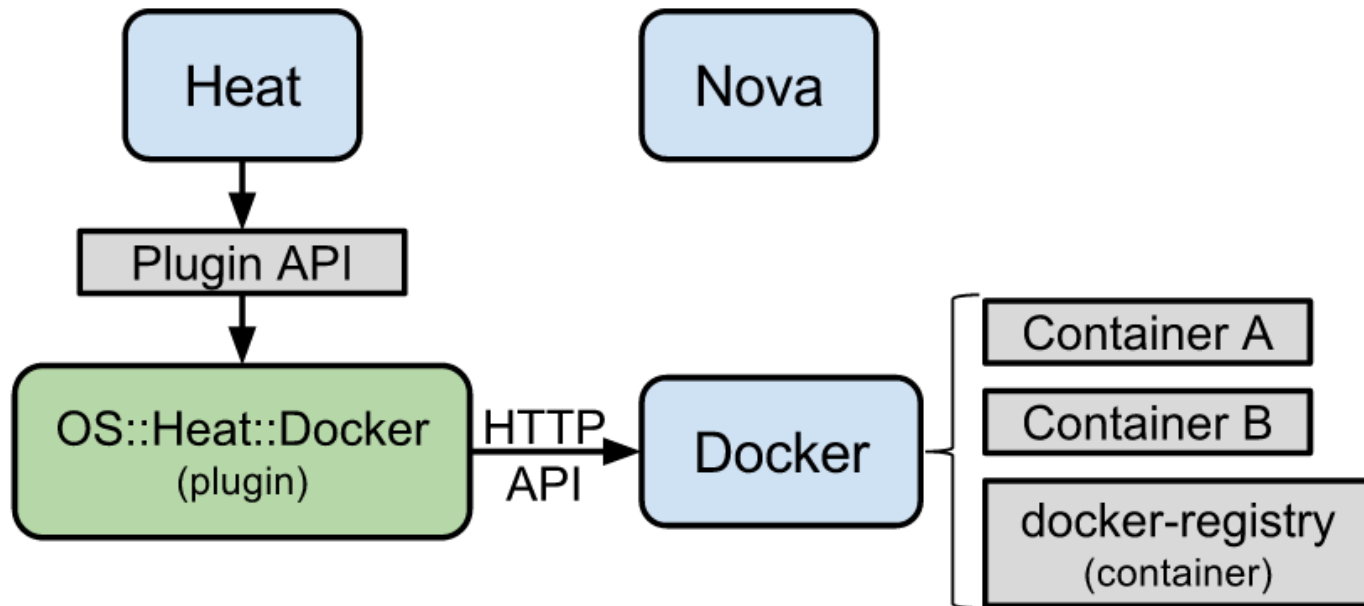 Heat
Nova
Plugin API
OS::Heat::Docker
(plugin)
HTTP
API
Docker
Container A
Container B
docker-registry
(container)